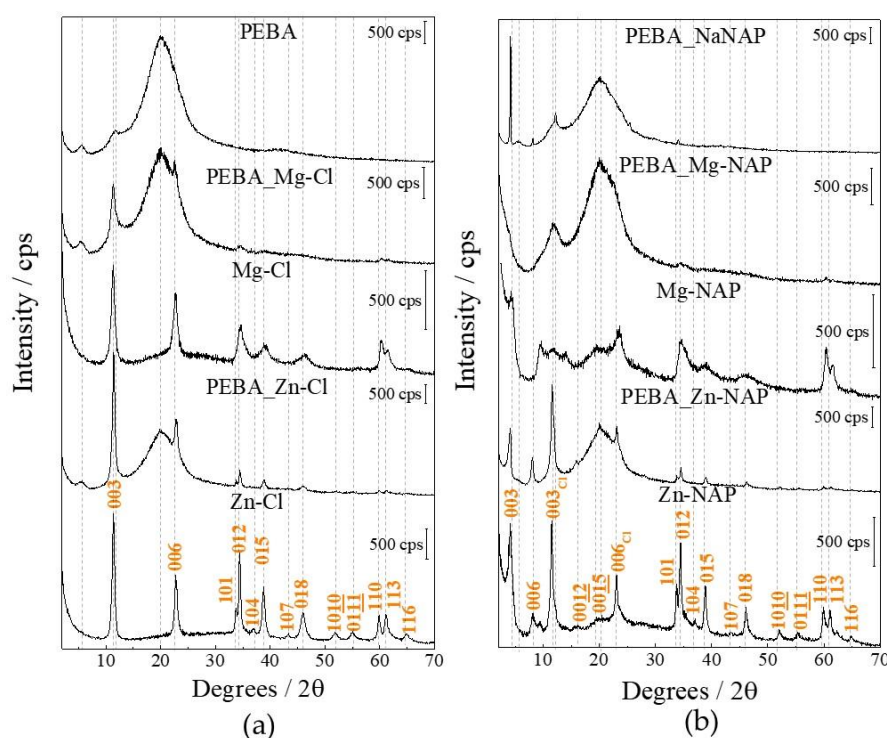 Intensity / cps
PEBA
500 cps
PEBA_Mg-Cl
500 cps
Mg-Cl
500 cps
PEBA_Zn-Cl
500 cps
Zn-Cl
500 cps
003
006
101
012
104
015
107
018
1010
0111
110
113
116
10 20 30 40 50 60 70
Degrees / 2θ
(a)
Intensity / cps
PEBA_NaNAP
500 cps
PEBA_Mg-NAP
500 cps
Mg-NAP
500 cps
PEBA_Zn-NAP
500 cps
Zn-NAP
500 cps
003
006
003Cl
0012
0015
006Cl
101
012
104
015
107
018
1010
0111
110
113
116
10 20 30 40 50 60 70
Degrees / 2θ
(b)